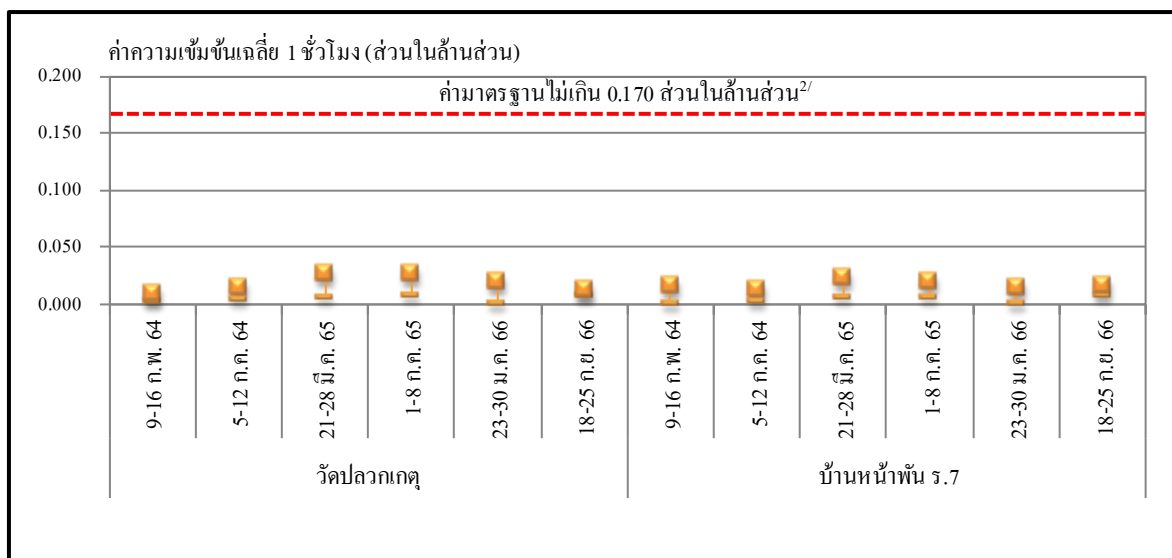 ค่าความเข้มข้นเฉลี่ย 1 ชั่วโมง (ส่วนในล้านส่วน)
0.200
ค่ามาตรฐานไม่เกิน 0.170 ส่วนในล้านส่วน2/
0.150
0.100
0.050
0.000
9-16 ก.พ. 64
5-12 ก.ค. 64
21-28 มี.ค. 65
1-8 ก.ค. 65
23-30 ม.ค. 66
18-25 ก.ย. 66
9-16 ก.พ. 64
5-12 ก.ค. 64
21-28 มี.ค. 65
1-8 ก.ค. 65
23-30 ม.ค. 66
18-25 ก.ย. 66
วัดปลวกเกตุ
บ้านหน้าพัน ร.7